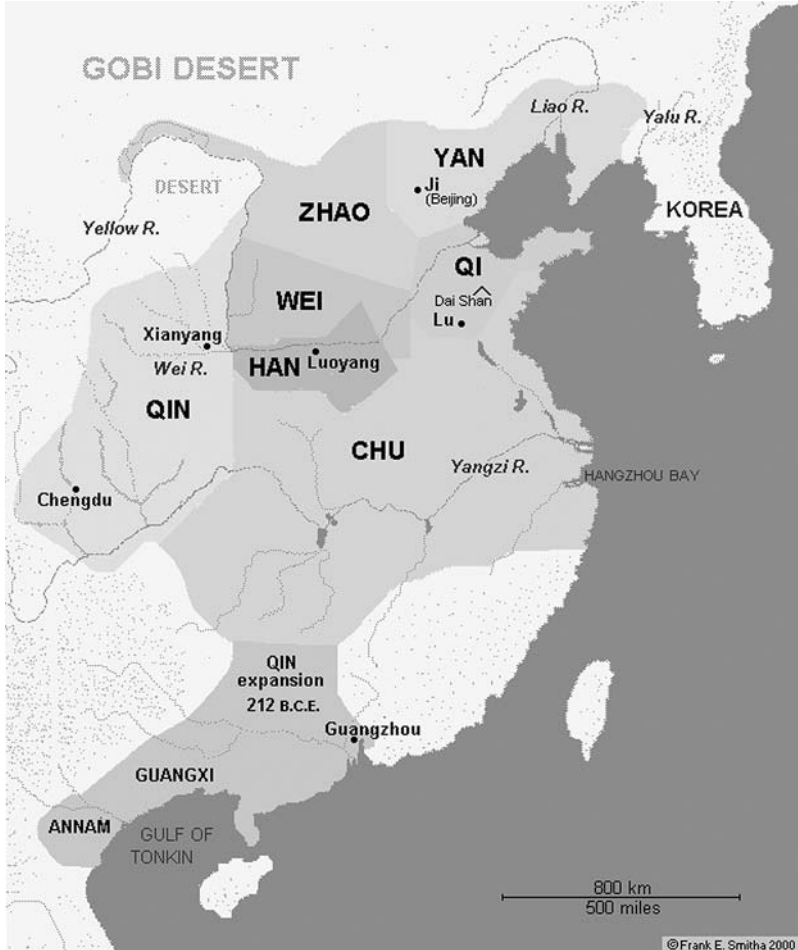 GOBI DESERT
Liao R.
Yalu R.
YAN
Ji
(Beijing)
DESERT
ZHAO
KOREA
Yellow R.
QI
WEI
Dai Shan
Lu
Xianyang
HAN
Luoyang
Wei R.
QIN
CHU
Yangzi R.
HANGZHOU BAY
Chengdu
QIN
expansion
212 B.C.E.
Guangzhou
GUANGXI
ANNAM
GULF OF
TONKIN
800 km
500 miles
©Frank E. Smitha 2000